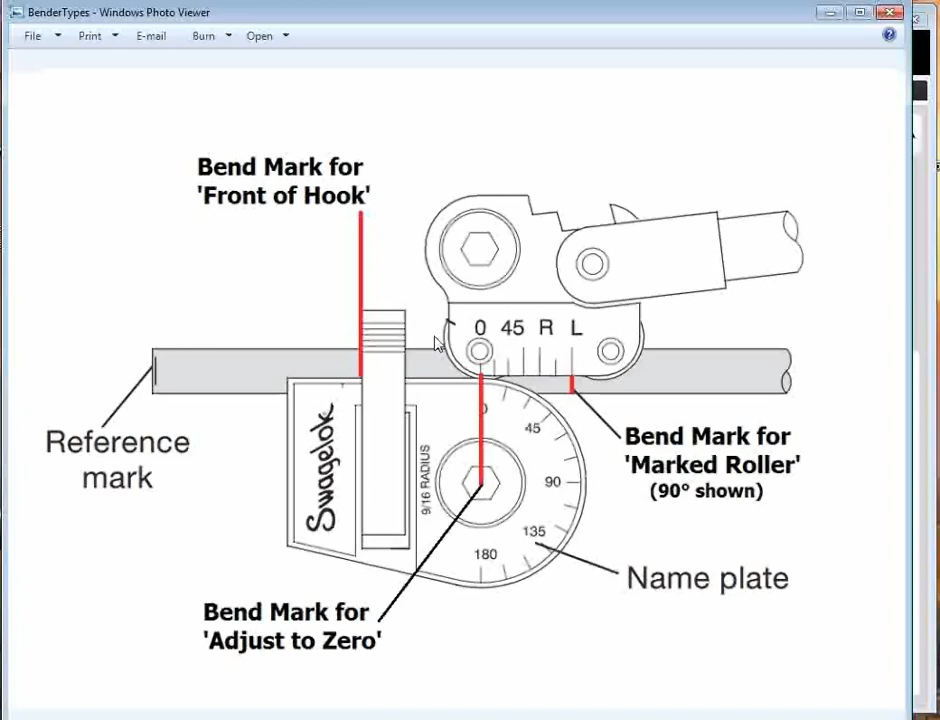 BenderTypes - Windows Photo Viewer
File Print E-mail Burn Open
Bend Mark for
'Front of Hook'
0 45 R L
Reference
mark
Swagelok
9/16 RADIUS
0
45
90
135
180
Bend Mark for
'Marked Roller'
(90° shown)
Name plate
Bend Mark for
'Adjust to Zero'